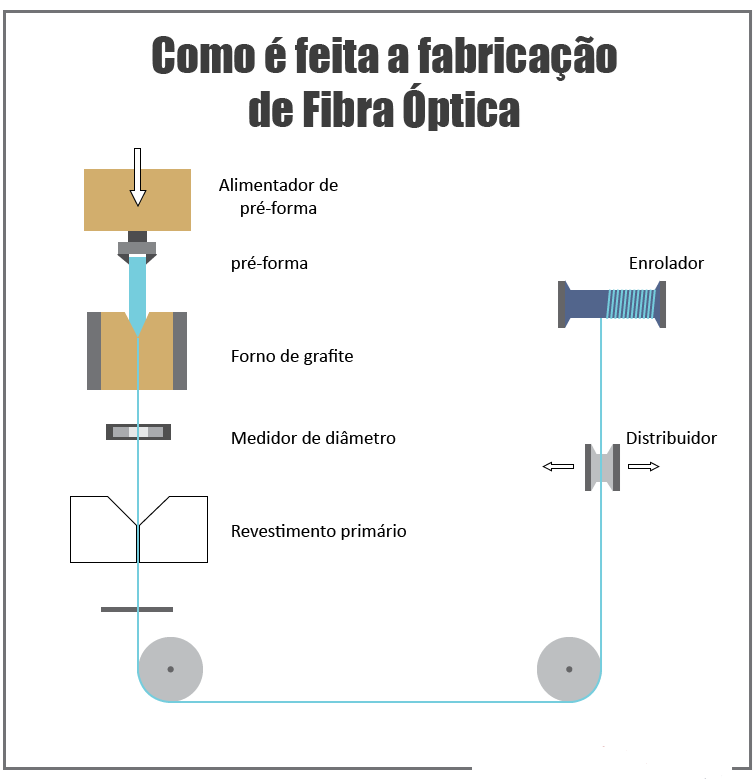 Como é feita a fabricação
de Fibra Óptica
Alimentador de
pré-forma
pré-forma
Forno de grafite
Medidor de diâmetro
Revestimento primário
Enrolador
Distribuidor